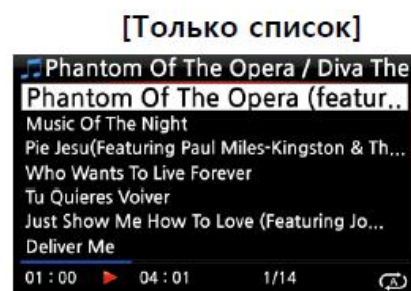 [Только список]
Phantom Of The Opera / Diva The
Phantom Of The Opera (featur..
Music Of The Night
Pie Jesu(Featuring Paul Miles-Kingston & Th...
Who Wants To Live Forever
Tu Quieres Voiver
Just Show Me How To Love (Featuring Jo...
Deliver Me
01 : 00 04 : 01 1/14 A